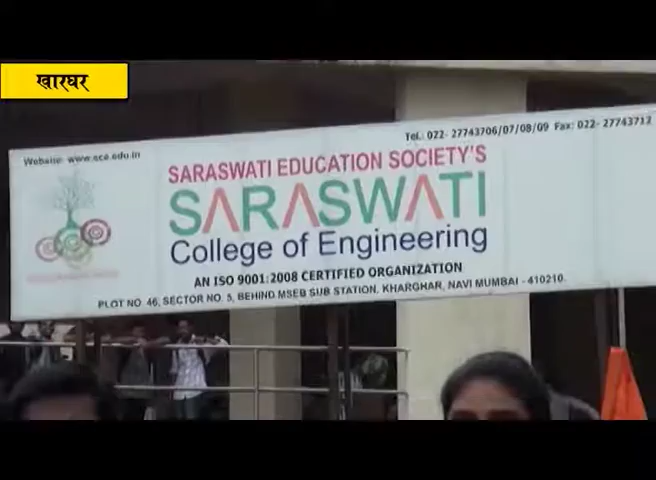 खारघर
Tel.: 022- 27743706/07/08/09 Fax: 022- 27743712
Website: www.sce.edu.in
SARASWATI EDUCATION SOCIETY'S
SARASWATI
College of Engineering
AN ISO 9001:2008 CERTIFIED ORGANIZATION
PLOT NO. 46, SECTOR NO. 5, BEHIND MSEB SUB STATION, KHARGHAR, NAVI MUMBAI - 410210.